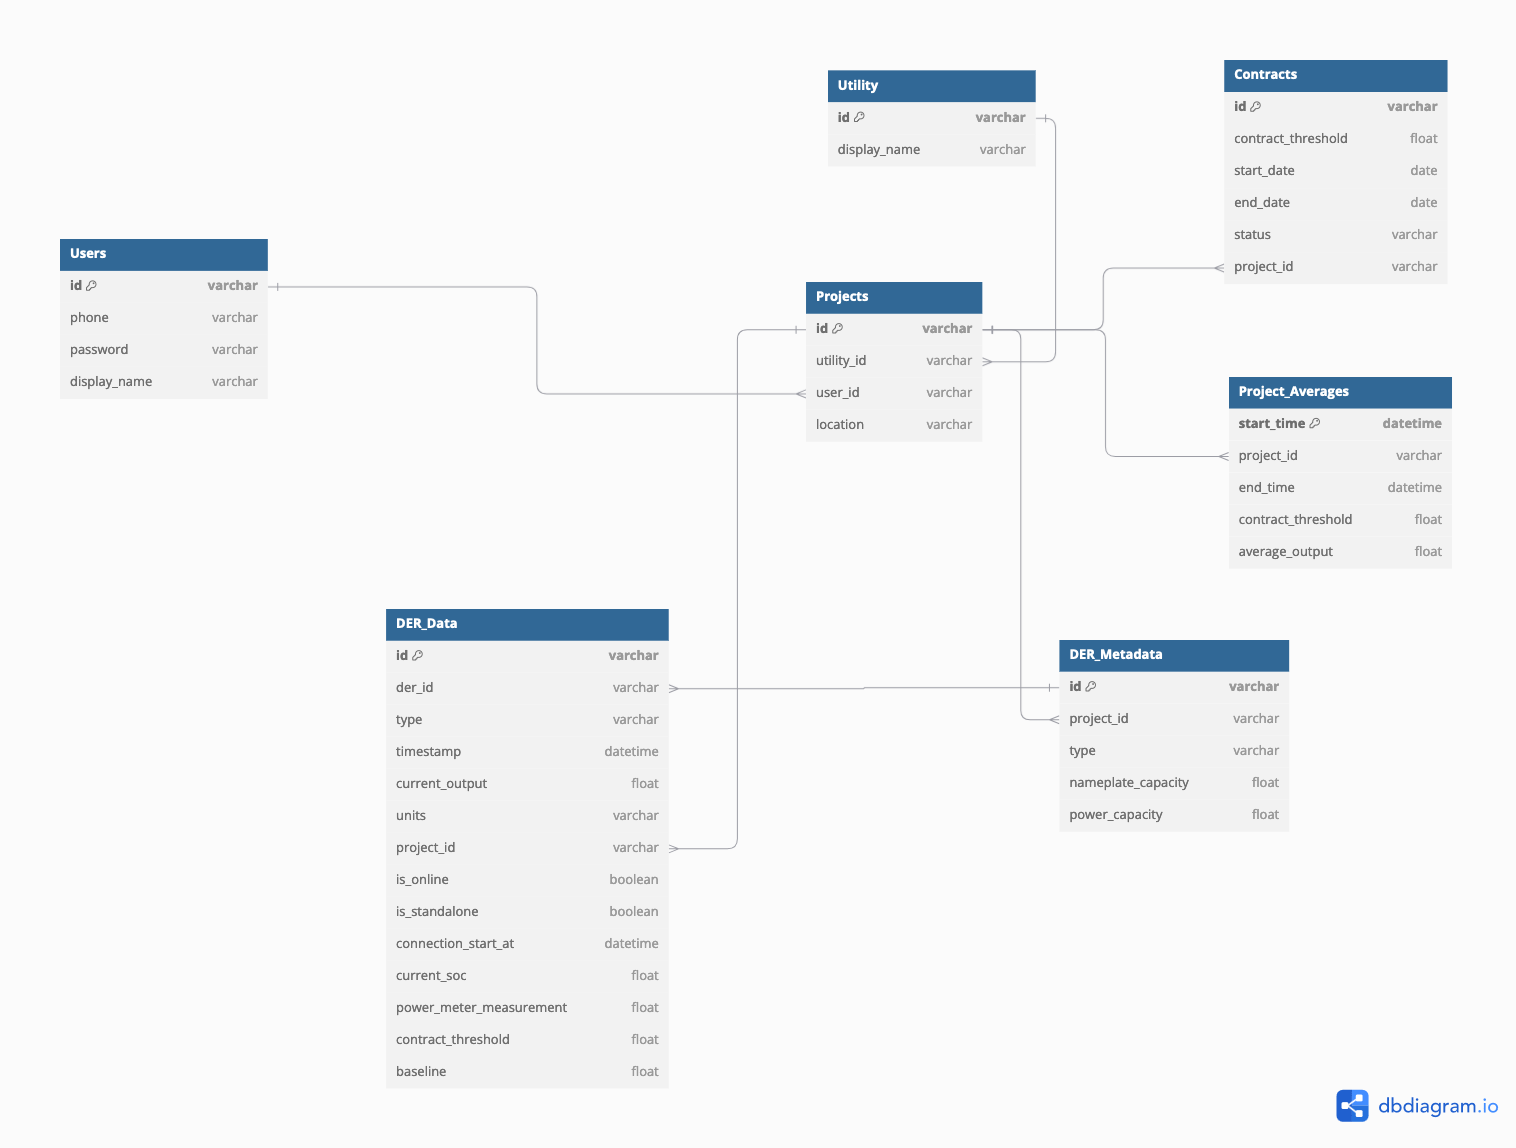 Utility
id varchar
display_name varchar
Contracts
id varchar
contract_threshold float
start_date date
end_date date
status varchar
project_id varchar
Users
id varchar
phone varchar
password varchar
display_name varchar
Projects
id varchar
utility_id varchar
user_id varchar
location varchar
Project_Averages
start_time datetime
project_id varchar
end_time datetime
contract_threshold float
average_output float
DER_Data
id varchar
der_id varchar
type varchar
timestamp datetime
current_output float
units varchar
project_id varchar
is_online boolean
is_standalone boolean
connection_start_at datetime
current_soc float
power_meter_measurement float
contract_threshold float
baseline float
DER_Metadata
id varchar
project_id varchar
type varchar
nameplate_capacity float
power_capacity float
dbdiagram.io